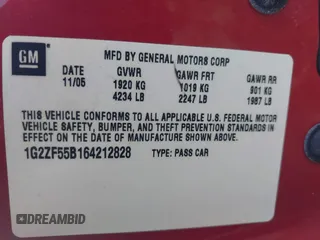 GM
MFD BY GENERAL MOTORS CORP
11/05
GVWR GAWR FRT GAWR RR
1920 KG 1019 KG 901 KG
4234 LB 2247 LB 1987 LB
THIS VEHICLE CONFORMS TO ALL APPLICABLE U.S. FEDERAL MOTOR
VEHICLE SAFETY, BUMPER, AND THEFT PREVENTION STANDARDS
IN EFFECT ON THE DATE OF MANUFACTURE SHOWN ABOVE.
1G2ZF55B164212828 TYPE: PASS CAR
DREAMBID